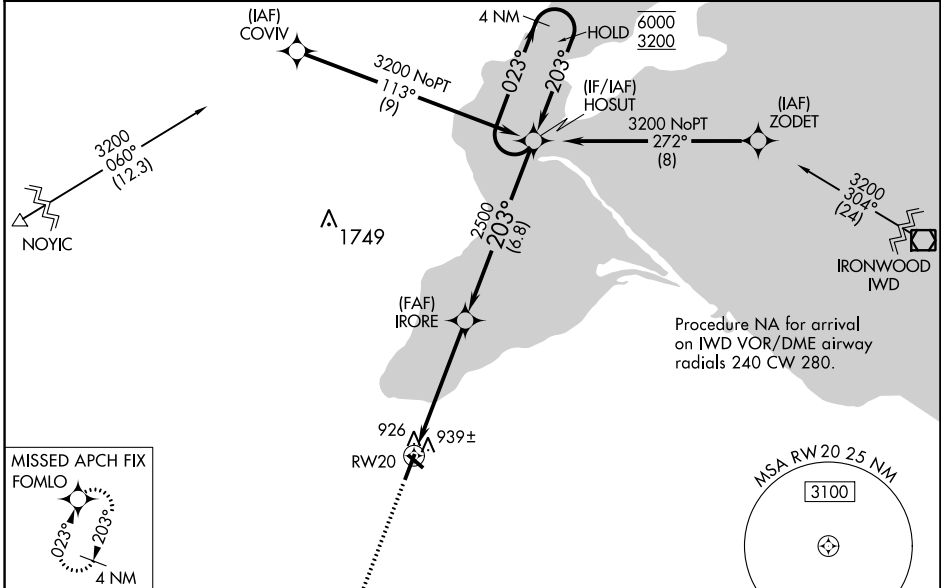 (IAF)
COVIV
4 NM
HOLD
6000
3200
023°
203°
3200 NoPT
113°
(9)
(IF/IAF)
HOSUT
(IAF)
ZODET
3200 NoPT
272°
(8)
3200
060°
(12.3)
NOYIC
1749
2500
203°
(6.8)
3200
304°
(24)
IRONWOOD
IWD
(FAF)
IRORE
Procedure NA for arrival
on IWD VOR/DME airway
radials 240 CW 280.
926
939±
RW20
MISSED APCH FIX
FOMLO
023°
203°
4 NM
MSA RW20 25 NM
3100